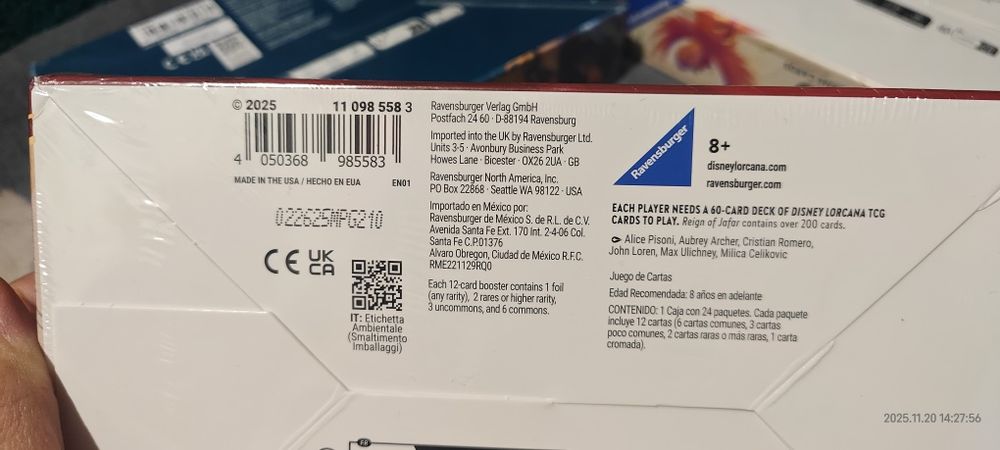 © 2025 11 098 558 3
4 050368 985583
MADE IN THE USA / HECHO EN EUA EN01
022625MPG210
CE UK CA
IT: Etichetta
Ambientale
(Smaltimento
Imballaggi)
Ravensburger Verlag GmbH
Postfach 24 60 · D-88194 Ravensburg
Imported into the UK by Ravensburger Ltd.
Units 3-5 · Avonbury Business Park
Howes Lane · Bicester · OX26 2UA · GB
Ravensburger North America, Inc.
PO Box 22868 · Seattle WA 98122 · USA
Importado en México por:
Ravensburger de México S. de R.L. de C.V.
Avenida Santa Fe Ext. 170 Int. 2-4-06 Col.
Santa Fe C.P.01376
Alvaro Obregon, Ciudad de México R.F.C.
RME221129RQ0
Each 12-card booster contains 1 foil
(any rarity), 2 rares or higher rarity,
3 uncommons, and 6 commons.
Ravensburger
8+
disneylorcana.com
ravensburger.com
EACH PLAYER NEEDS A 60-CARD DECK OF DISNEY LORCANA TCG
CARDS TO PLAY. Reign of Jafar contains over 200 cards.
Alice Pisoni, Aubrey Archer, Cristian Romero,
John Loren, Max Ulichney, Milica Celikovic
Juego de Cartas
Edad Recomendada: 8 años en adelante
CONTENIDO: 1 Caja con 24 paquetes. Cada paquete
incluye 12 cartas (6 cartas comunes, 3 cartas
poco comunes, 2 cartas raras o más raras, 1 carta
cromada).
2025.11.20 14:27:56